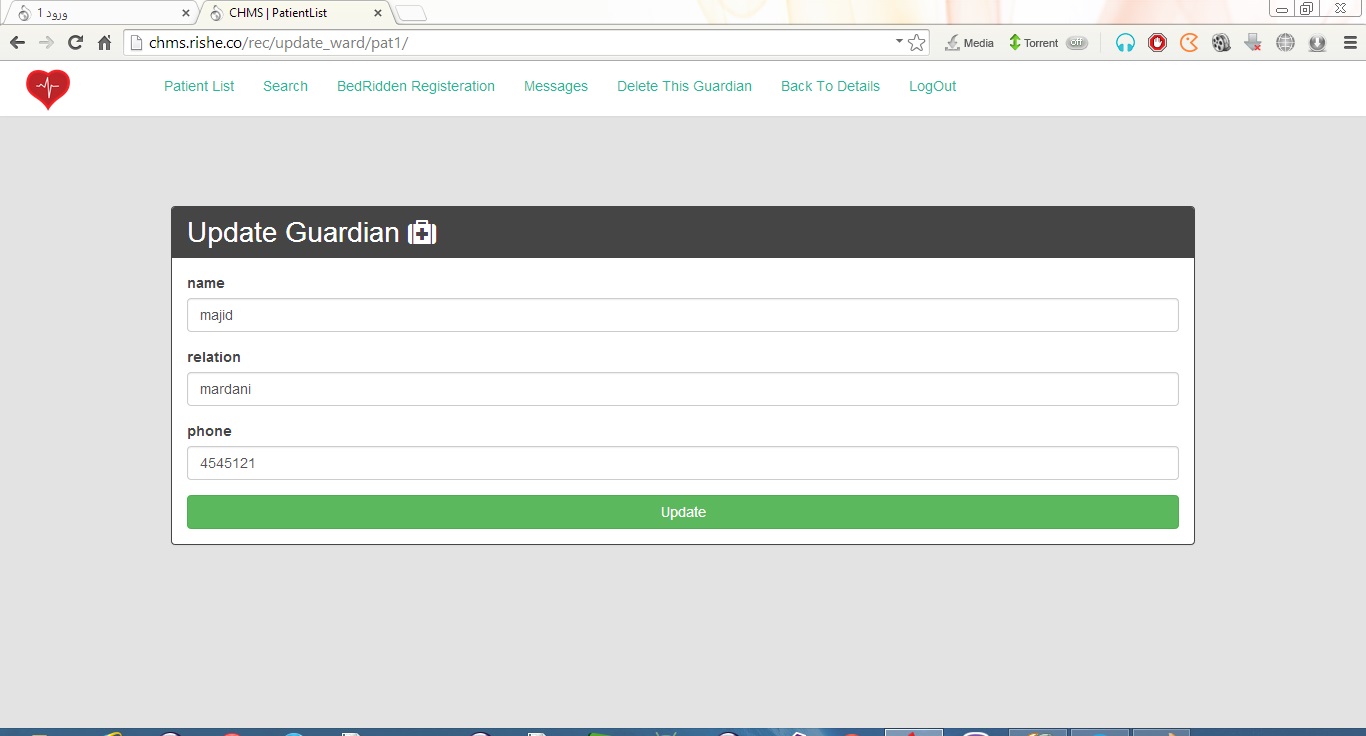 ورود 1
CHMS | PatientList
chms.rishe.co/rec/update_ward/pat1/
Media
Torrent
Off
Patient List
Search
BedRidden Registeration
Messages
Delete This Guardian
Back To Details
LogOut
Update Guardian
name
majid
relation
mardani
phone
4545121
Update